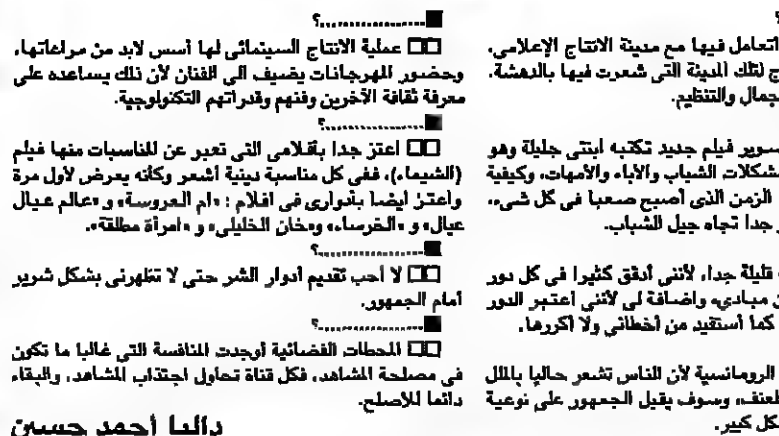 ؟
اتعامل فيها مع مدينة الانتاج الإعلامى،
ج لتلك المدينة التى شعرت فيها بالدهشة،
جمال والتنظيم.
سوير فيلم جديد تكتبه ابنتى جليلة وهو
شكلات الشباب والأباء والأمهات، وكيفية
الزمن الذى أصبح صعبا فى كل شىء،
ر جدا تجاه جيل الشباب.
قليلة جدا، لأننى أدقق كثيرا فى كل دور
ن مبادىء واضافة لى لأننى اعتبر الدور
كما أستفيد من أخطائى ولا أكررها.
الرومانسية لأن الناس تشعر حاليا بالملل
لعنف، وسوف يقبل الجمهور على نوعية
كل كبير.
■................؟
□□ عملية الانتاج السينمائى لها أسس لابد من مراعاتها،
وحضور المهرجانات يضيف الى الفنان لأن ذلك يساعده على
معرفة ثقافة الآخرين وفنهم وقدراتهم التكنولوجية.
■................؟
□□ اعتز جدا بأفلامى التى تعبر عن المناسبات منها فيلم
(الشيماء)، ففى كل مناسبة دينية أشعر وكأنه يعرض لأول مرة
واعتز أيضا بأدوارى فى افلام : «ام العروسة» و «عالم عيال
عيال» و «الخرساء» و«خان الخليلى» و «امرأة مطلقة».
■................؟
□□ لا أحب تقديم أدوار الشر حتى لا تظهرنى بشكل شرير
أمام الجمهور.
■................؟
□□ المحطات الفضائية أوجدت المنافسة التى غالبا ما تكون
فى مصلحة المشاهد، فكل قناة تحاول اجتذاب المشاهد، والبقاء
دائما للاصلح.
داليا أحمد حسين